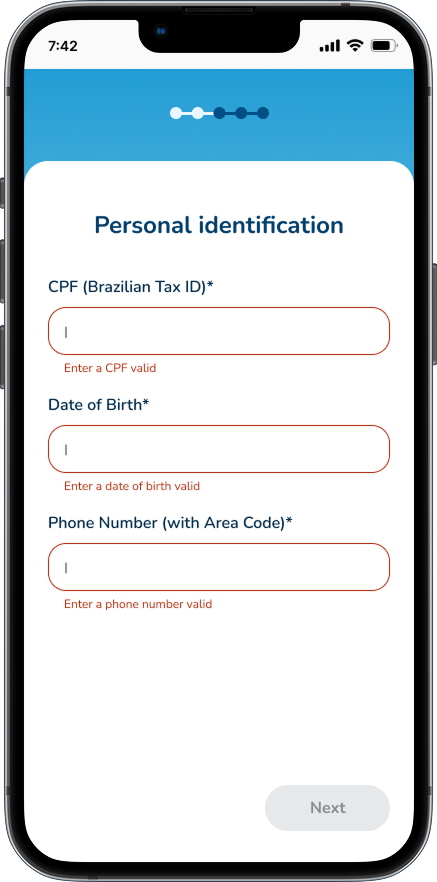 7:42
Personal identification
CPF (Brazilian Tax ID)*
Enter a CPF valid
Date of Birth*
Enter a date of birth valid
Phone Number (with Area Code)*
Enter a phone number valid
Next